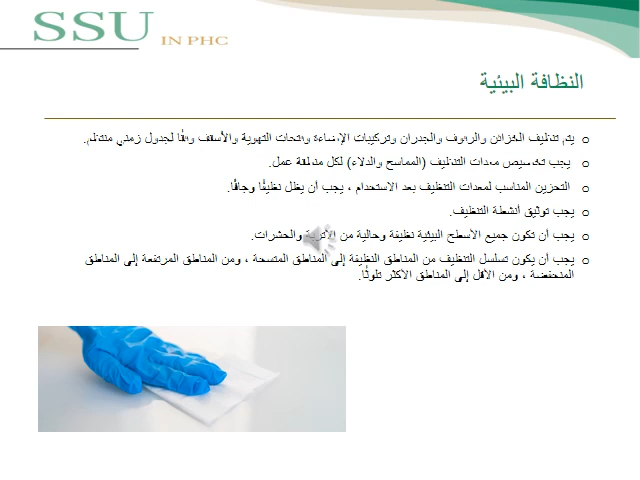 SSU IN PHC
النظافة البيئية
يتم تنظيف الخزائن والرفوف والجدران وتركيبات الإضاءة وفتحات التهوية والأسقف وفقًا لجدول زمني منتظم.
يجب تخصيص معدات التنظيف (المماسح والدلاء) لكل منطقة عمل.
التخزين المناسب لمعدات التنظيف بعد الاستخدام ، يجب أن يظل نظيفًا وجافًا.
يجب توثيق أنشطة التنظيف.
يجب أن تكون جميع الأسطح البيئية نظيفة وخالية من الأتربة والحشرات.
يجب أن يكون تسلسل التنظيف من المناطق النظيفة إلى المناطق المتسخة ، ومن المناطق المرتفعة إلى المناطق
المنخفضة ، ومن الأقل إلى المناطق الأكثر تلوثًا.